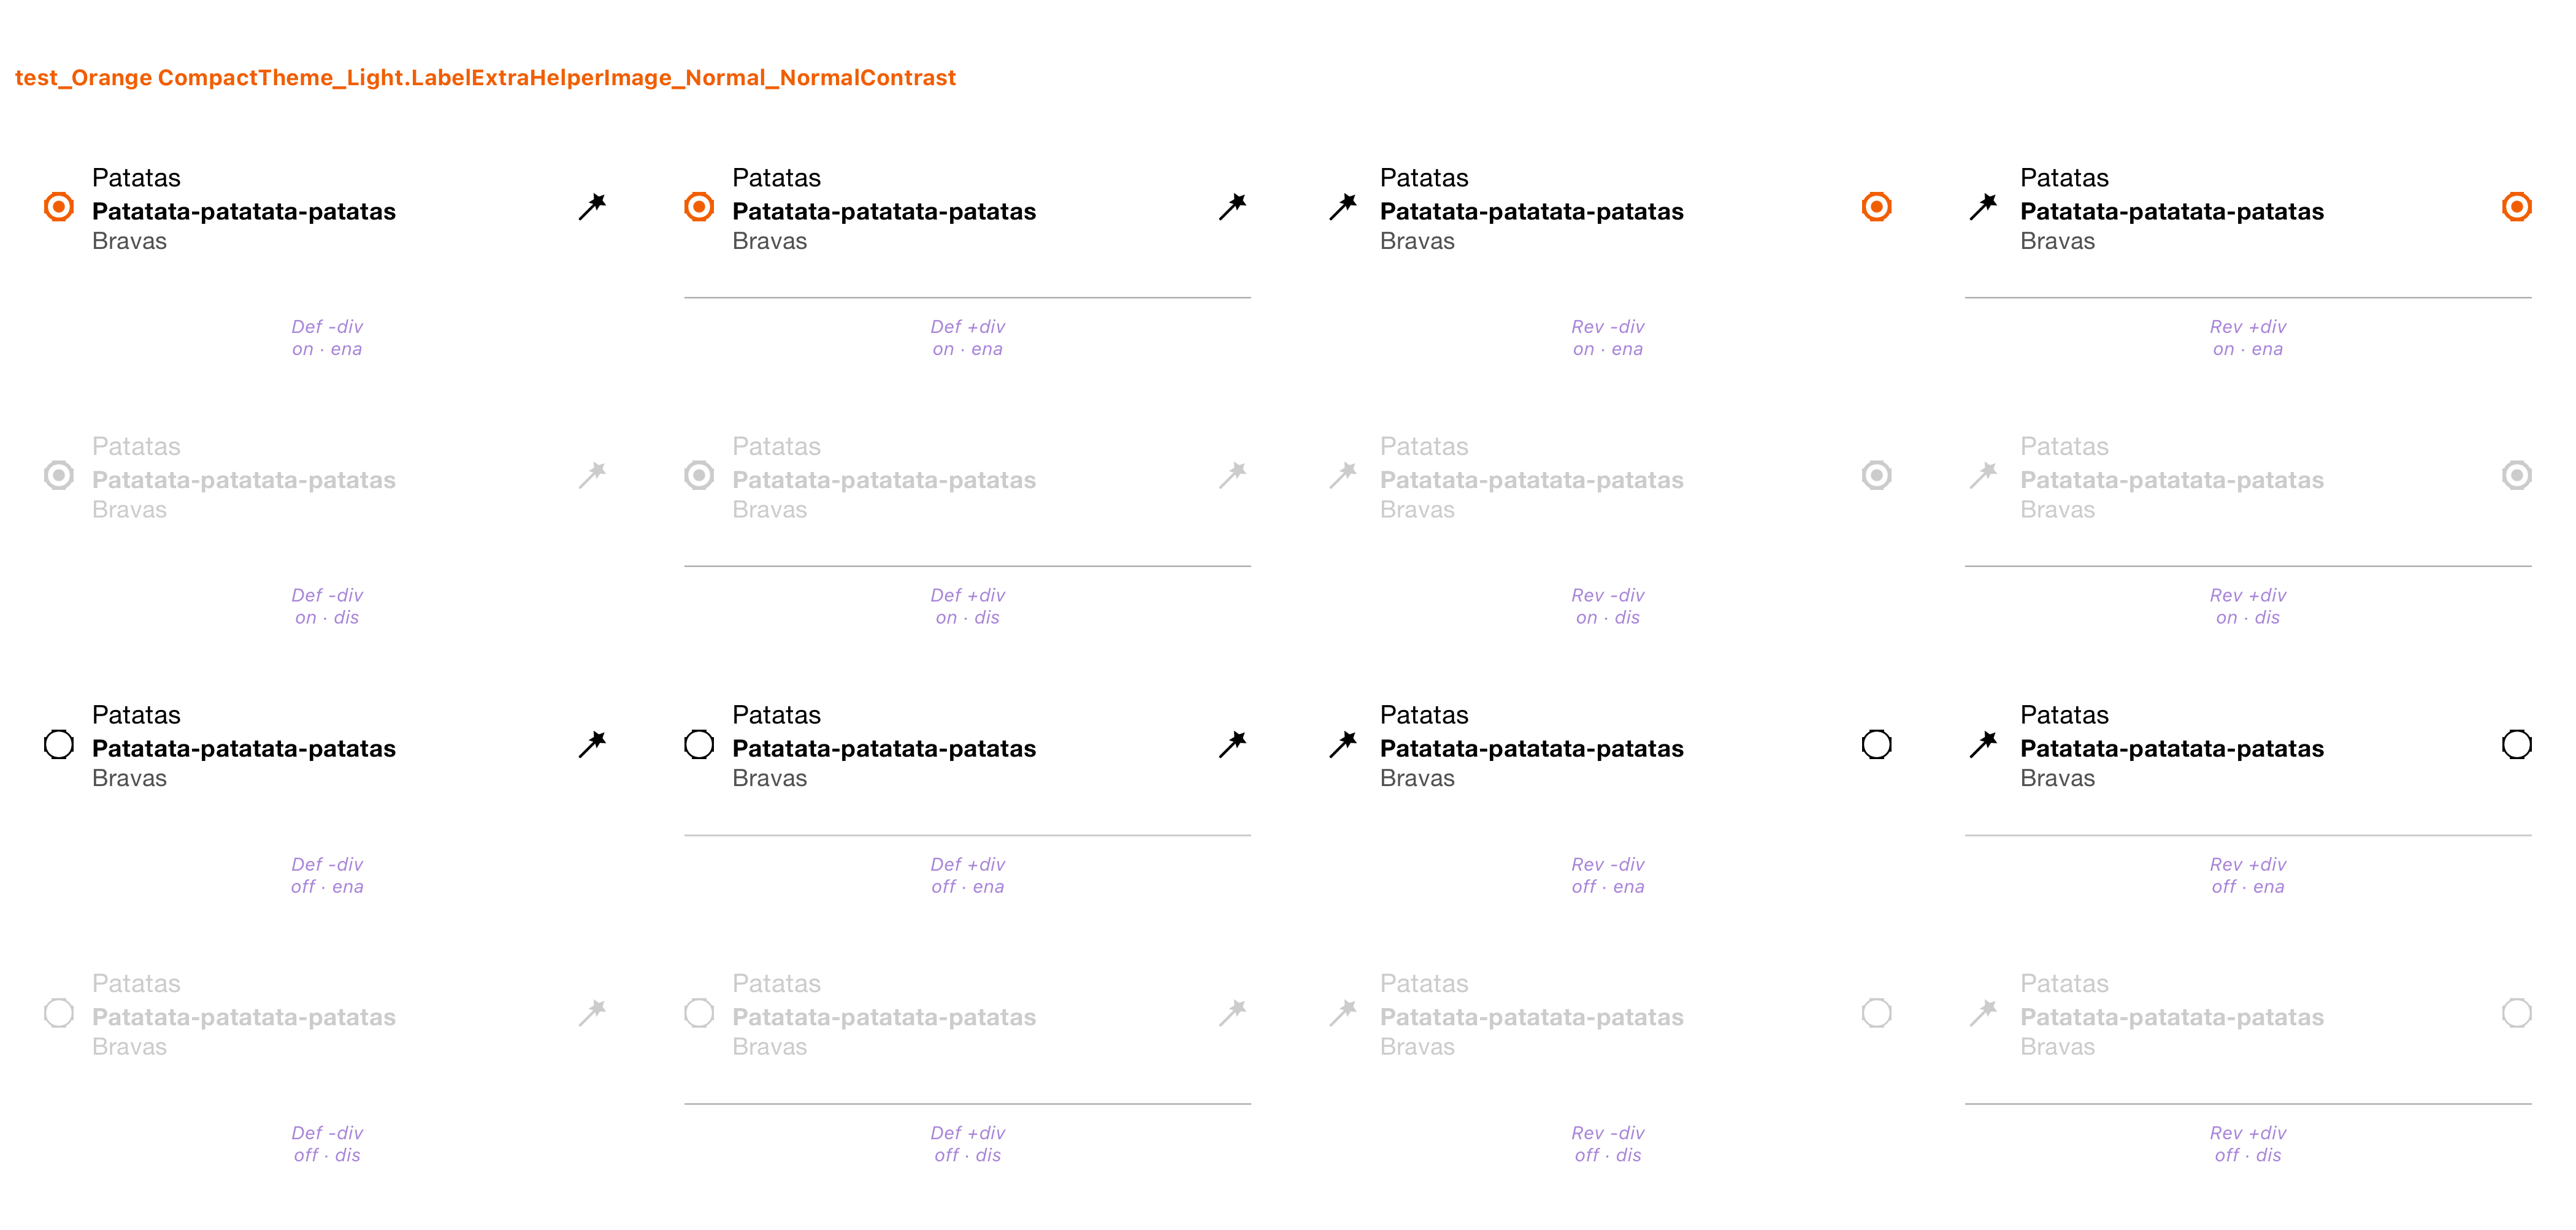 test_Orange CompactTheme_Light.LabelExtraHelperImage_Normal_NormalContrast
Patatas
Patatata-patatata-patatas
Bravas
Def -div
on · ena
Patatas
Patatata-patatata-patatas
Bravas
Def +div
on · ena
Patatas
Patatata-patatata-patatas
Bravas
Rev -div
on · ena
Patatas
Patatata-patatata-patatas
Bravas
Rev +div
on · ena
Patatas
Patatata-patatata-patatas
Bravas
Def -div
on · dis
Patatas
Patatata-patatata-patatas
Bravas
Def +div
on · dis
Patatas
Patatata-patatata-patatas
Bravas
Rev -div
on · dis
Patatas
Patatata-patatata-patatas
Bravas
Rev +div
on · dis
Patatas
Patatata-patatata-patatas
Bravas
Def -div
off · ena
Patatas
Patatata-patatata-patatas
Bravas
Def +div
off · ena
Patatas
Patatata-patatata-patatas
Bravas
Rev -div
off · ena
Patatas
Patatata-patatata-patatas
Bravas
Rev +div
off · ena
Patatas
Patatata-patatata-patatas
Bravas
Def -div
off · dis
Patatas
Patatata-patatata-patatas
Bravas
Def +div
off · dis
Patatas
Patatata-patatata-patatas
Bravas
Rev -div
off · dis
Patatas
Patatata-patatata-patatas
Bravas
Rev +div
off · dis